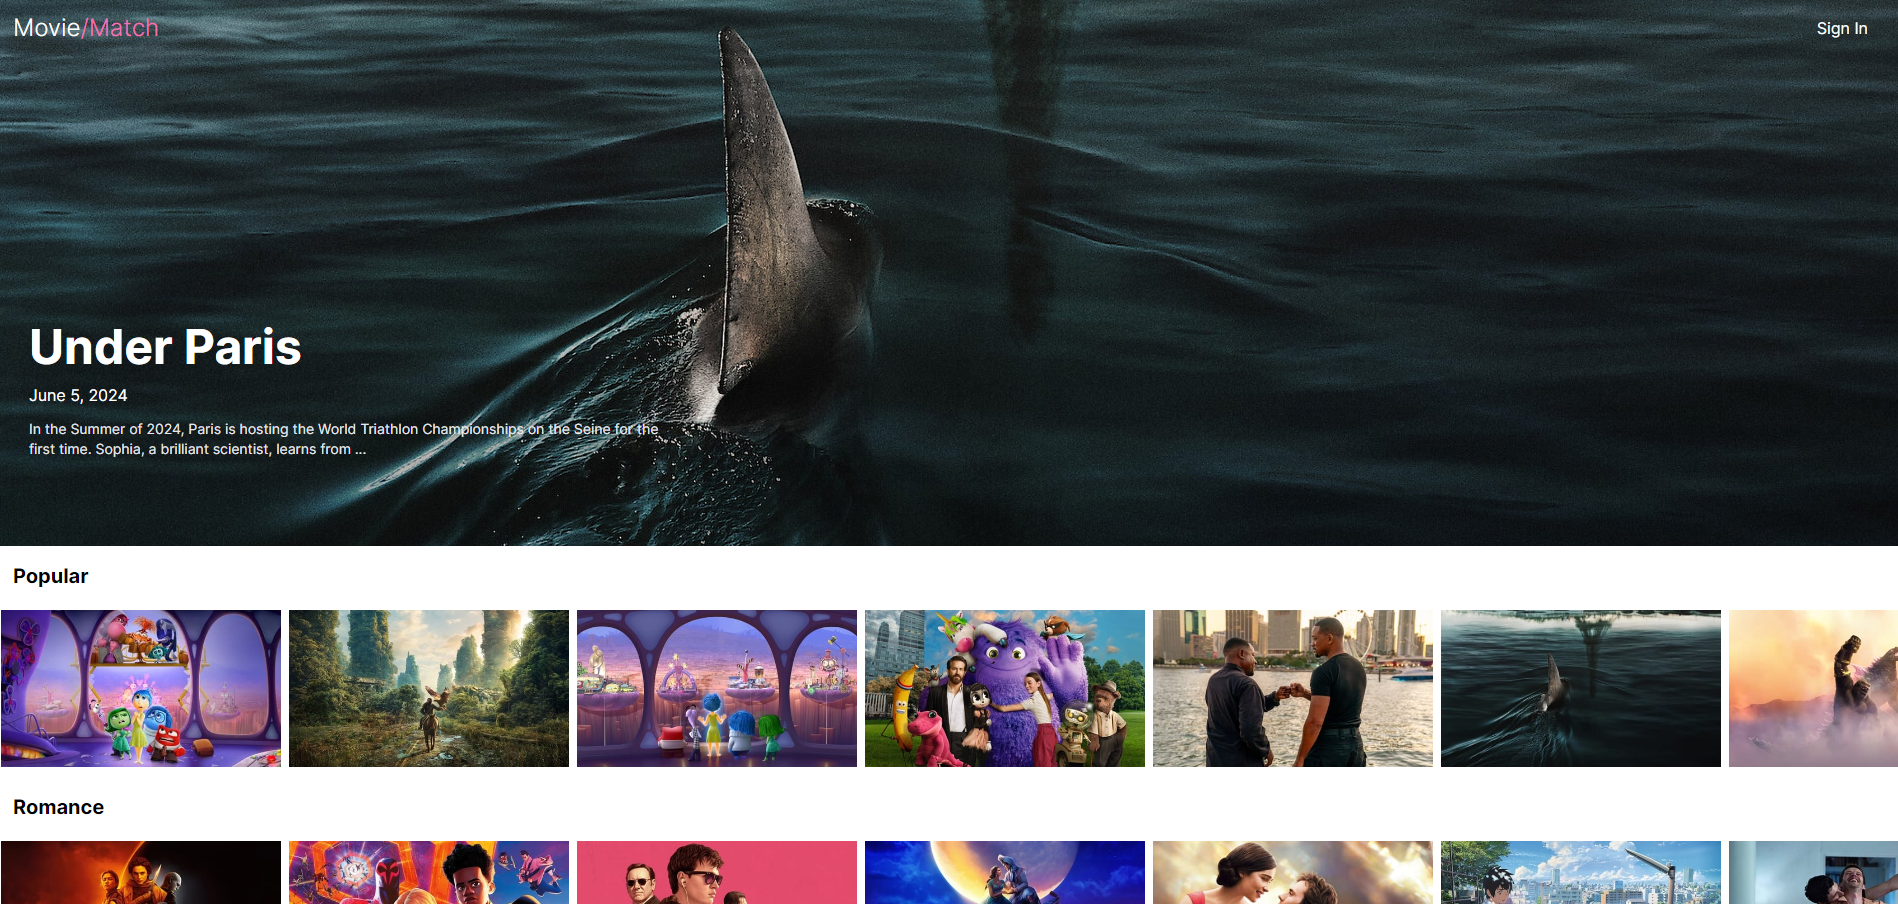 Movie/Match
Sign In
Under Paris
June 5, 2024
In the Summer of 2024, Paris is hosting the World Triathlon Championships on the Seine for the
first time. Sophia, a brilliant scientist, learns from ...
Popular
Romance